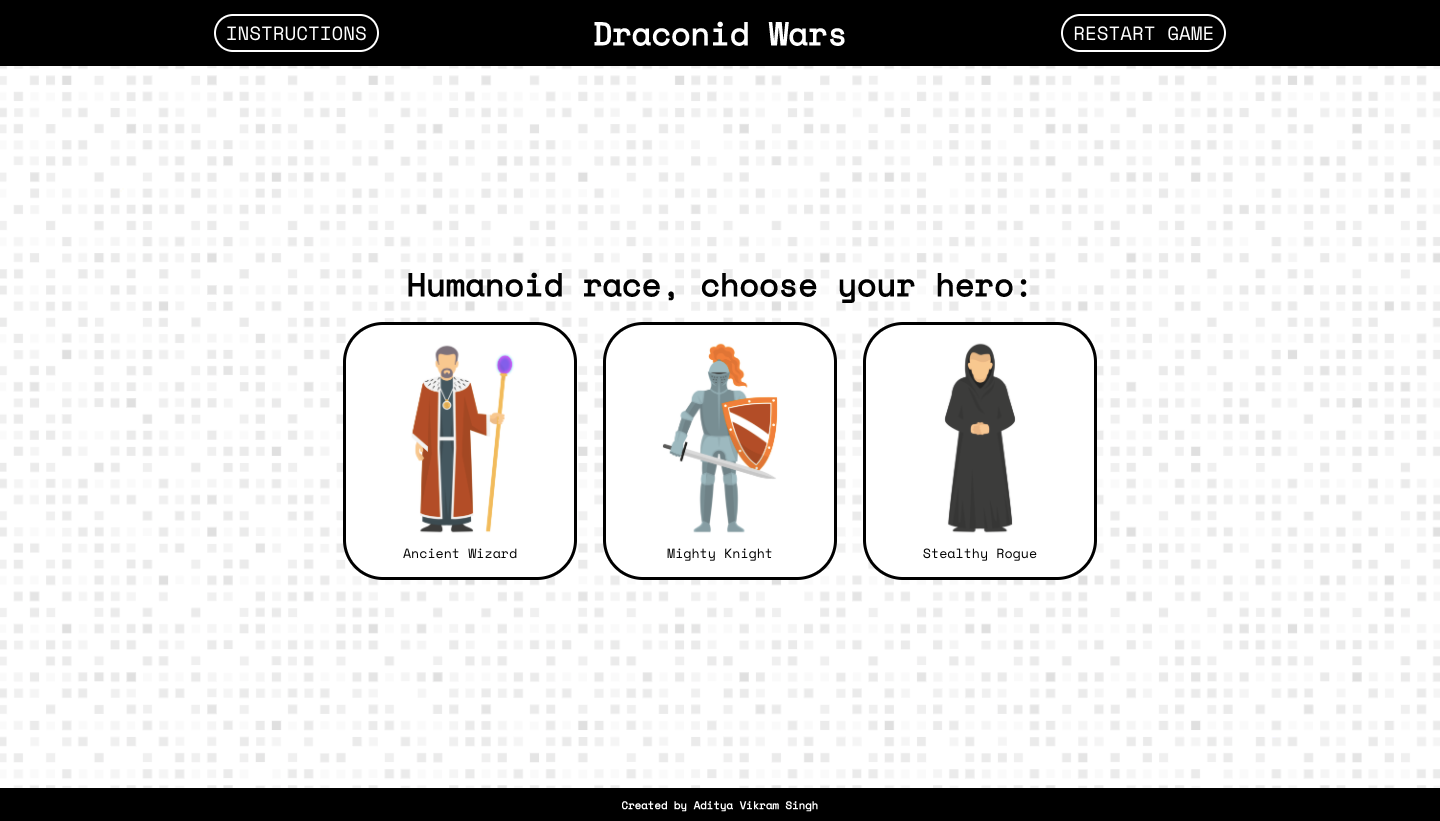 INSTRUCTIONS
Draconid Wars
RESTART GAME
Humanoid race, choose your hero:
Ancient Wizard
Mighty Knight
Stealthy Rogue
Created by Aditya Vikram Singh